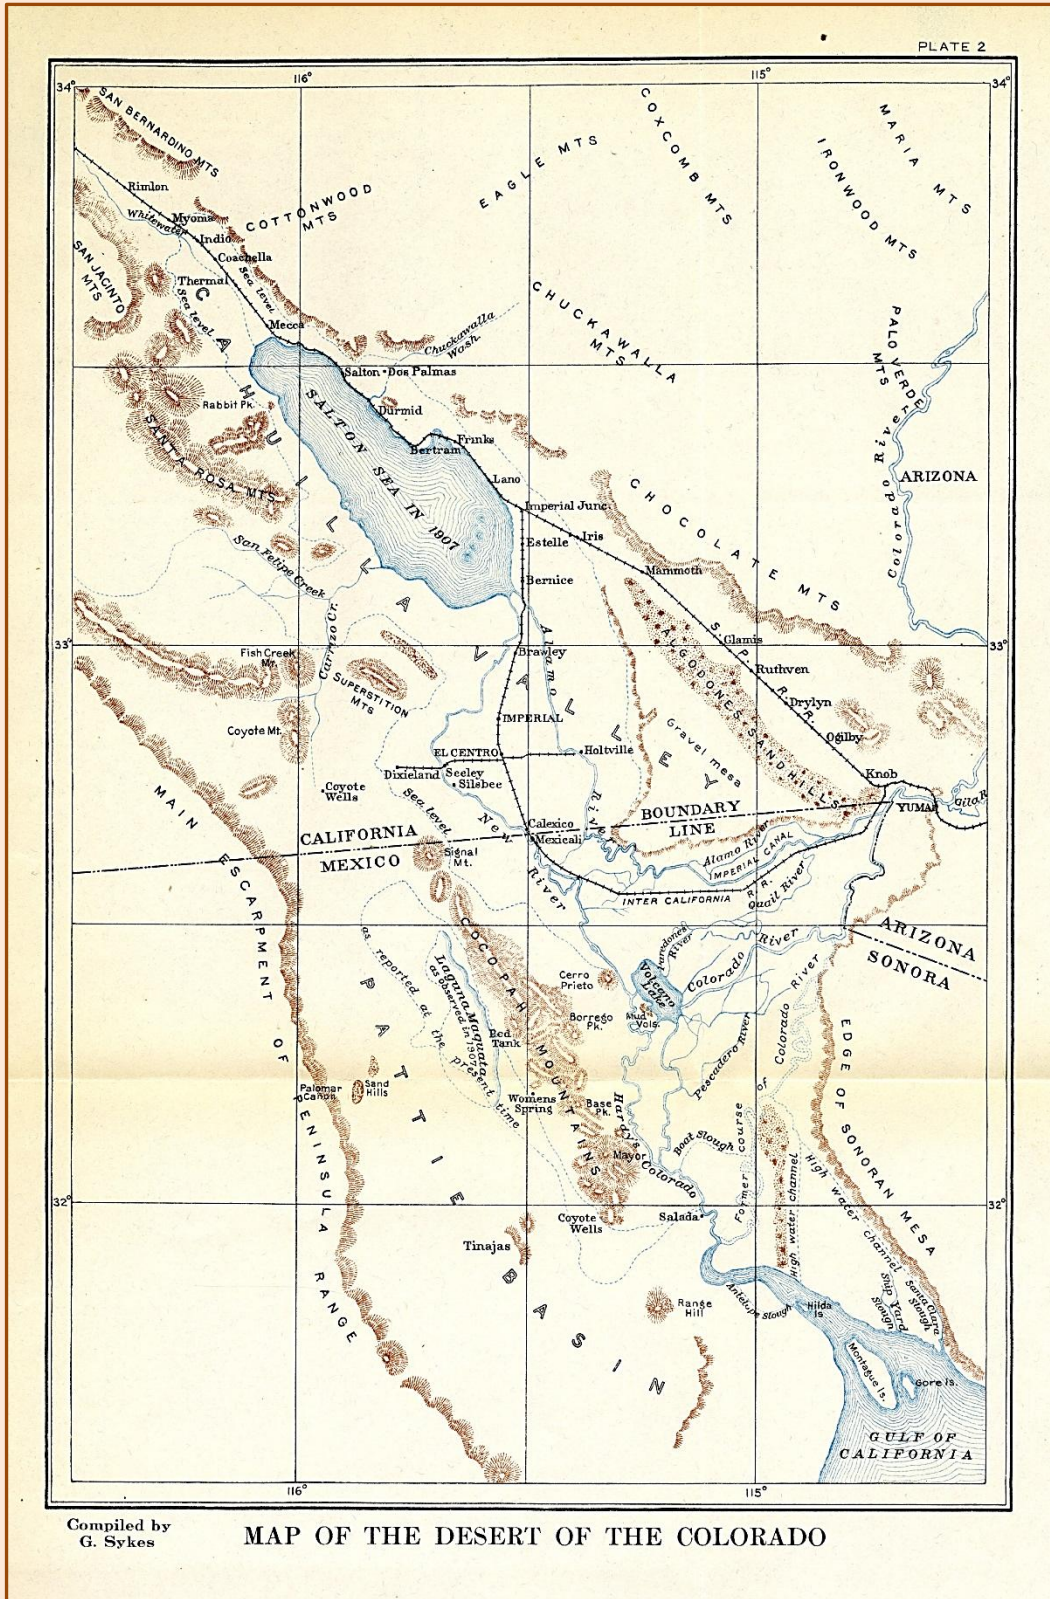 PLATE 2
116°
115°
34°
34°
SAN BERNARDINO MTS
COXCOMB MTS
MARIA MTS
EAGLE MTS
IRONWOOD MTS
Rimlon
COTTONWOOD
MTS
Whitewater
Myoma
Indio
Coachella
SAN JACINTO
MTS
Sea level
Thermal
Sea level
CAHUILLA VALLEY
CHUCKAWALLA
MTS
PALO VERDE
MTS
Mecca
Chuckawalla
Wash.
Salton
Dos Palmas
Rabbit Pk.
Durmid
SALTON SEA IN 1907
Frinks
Bertram
Colorado River
SANTA ROSA MTS.
Lano
ARIZONA
CHOCOLATE MTS
Imperial Junc.
Estelle
Iris
San Felipe Creek
Bernice
Mammoth
33°
33°
Carrizo Cr.
Fish Creek
Mt.
Alamo River
S. P. R. R.
Glamis
Brawley
Ruthven
SUPERSTITION
MTS
ALGODONES SANDHILLS
Drylyn
Coyote Mt.
IMPERIAL
Gravel mesa
Ogilby
EL CENTRO
Holtville
Dixieland
Seeley
Silsbee
Knob
Coyote
Wells
Sea level
New River
YUMA
Gila R
MAIN ESCARPMENT OF PENINSULA RANGE
Calexico
BOUNDARY
LINE
CALIFORNIA
MEXICO
Mexicali
Signal
Mt.
Alamo River
IMPERIAL CANAL
INTER CALIFORNIA R.R.
Quail River
COCOPAH MOUNTAINS
Paredones
River
Colorado River
ARIZONA
SONORA
as reported at the present time
Laguna Maquata
as observed in 1907
PATTIE BASIN
Cerro
Prieto
Volcano
Lake
Borrego
Pk.
Mud
Vols.
Red
Tank
Pescadero River
Former course of Colorado River
EDGE OF SONORAN MESA
Palomar
Cañon
Sand
Hills
Womens
Spring
Base
Pk.
Hardy's Colorado
Boat Slough
Mayor
High water channel
High water channel
32°
32°
Coyote
Wells
Salada
Tinajas
Antelope Slough
Hilda
Is
Ship Yard
Slough
Santa Clara
Slough
Range
Hill
Montague Is.
Gore Is.
GULF OF
CALIFORNIA
116°
115°
Compiled by
G. Sykes
MAP OF THE DESERT OF THE COLORADO